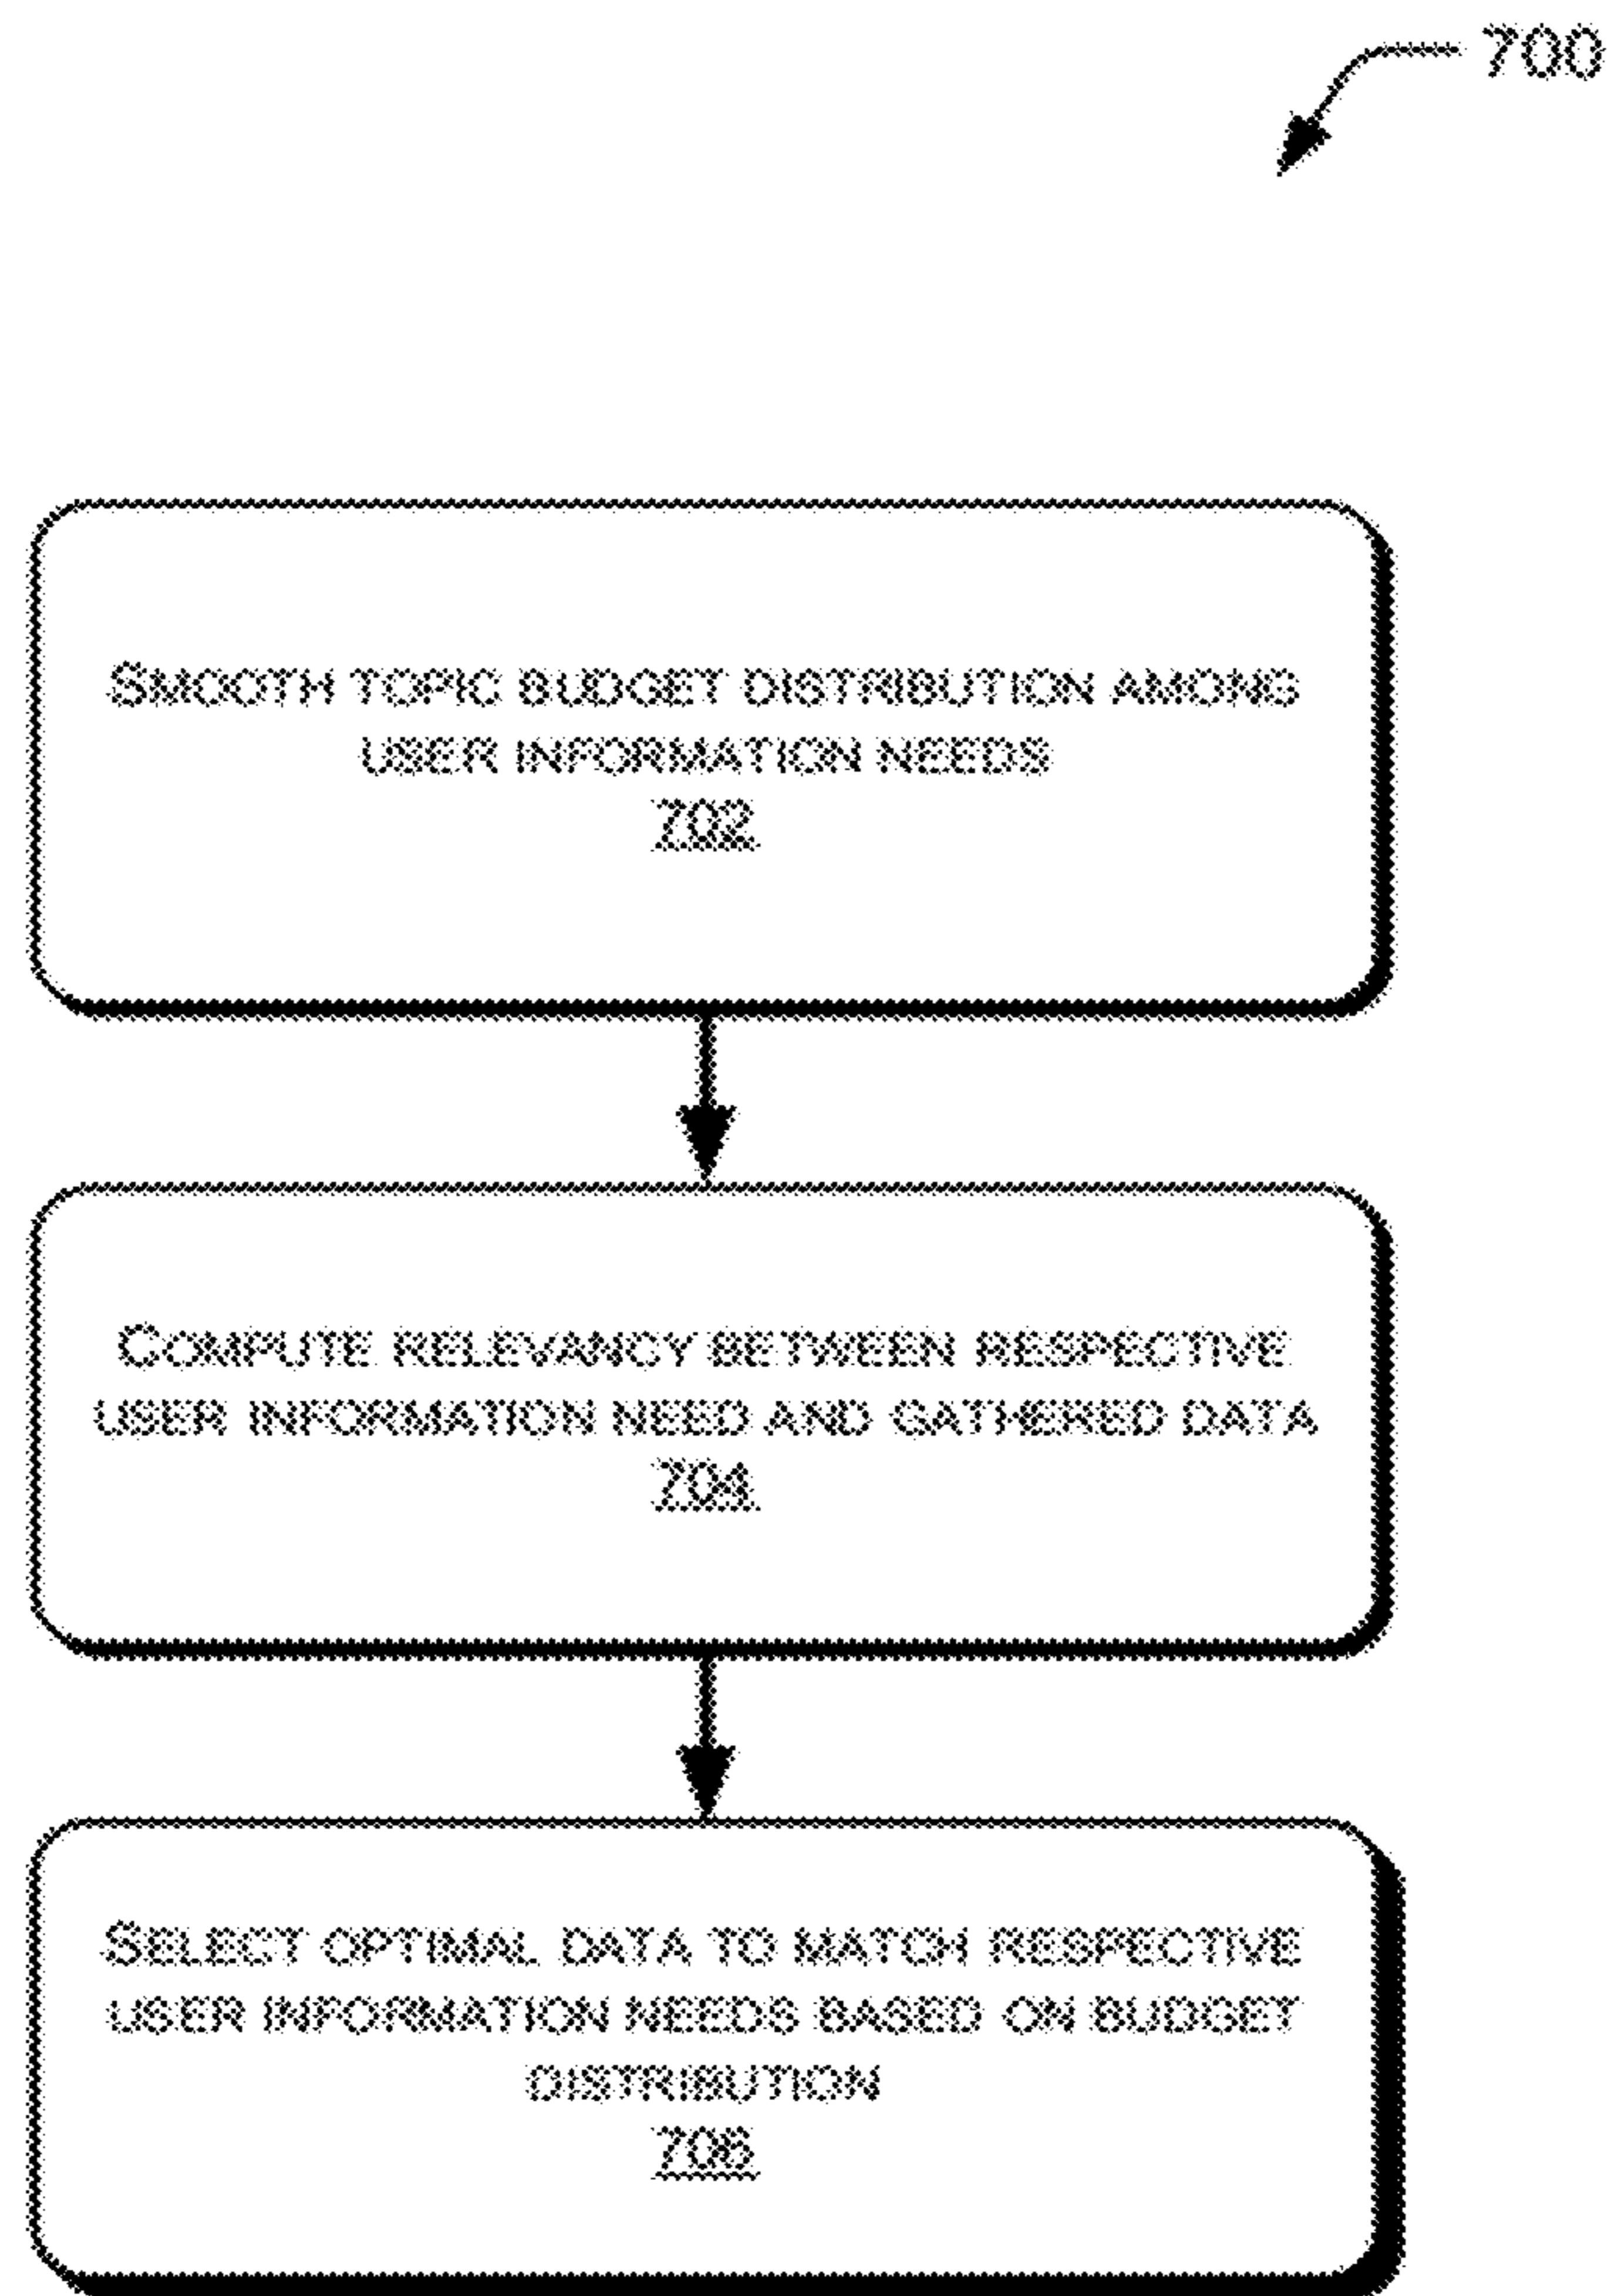 700
SMOOTH TOPIC BUDGET DISTRIBUTION AMONG
USER INFORMATION NEEDS
702
COMPUTE RELEVANCY BETWEEN RESPECTIVE
USER INFORMATION NEED AND GATHERED DATA
704
SELECT OPTIMAL DATA TO MATCH RESPECTIVE
USER INFORMATION NEEDS BASED ON BUDGET
DISTRIBUTION
706